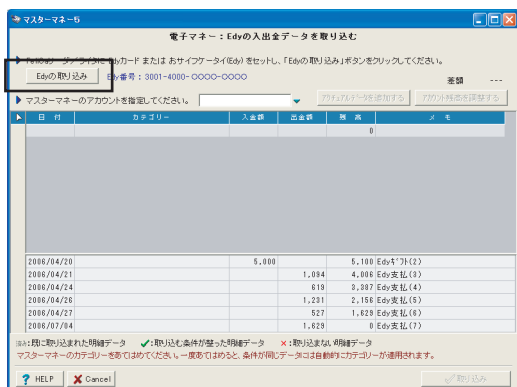 マスターマネー5
電子マネー：Edyの入出金データを取り込む
FeliCaリーダ/ライタにEdyカード または おサイフケータイ(Edy) をセットし、「Edyの取り込み」ボタンをクリックしてください。
Edyの取り込み Edy番号：3001-4000-○○○○-○○○○
差額 ---
マスターマネーのアカウントを指定してください。 アクチュアルデータを追加する アカウント残高を調整する
日 付 カテゴリー 入金額 出金額 残 高 メ モ
0
2006/04/20 5,000 5,100 Edyギフト(2)
2006/04/21 1,094 4,006 Edy支払(3)
2006/04/24 619 3,387 Edy支払(4)
2006/04/26 1,231 2,156 Edy支払(5)
2006/04/27 527 1,629 Edy支払(6)
2006/07/04 1,629 0 Edy支払(7)
済み:既に取り込まれた明細データ ✓:取り込む条件が整った明細データ ×:取り込まない明細データ
マスターマネーのカテゴリーをあてはめてください。一度あてはめると、条件が同じデータには自動的にカテゴリーが適用されます。
? HELP X Cancel ✓取り込み